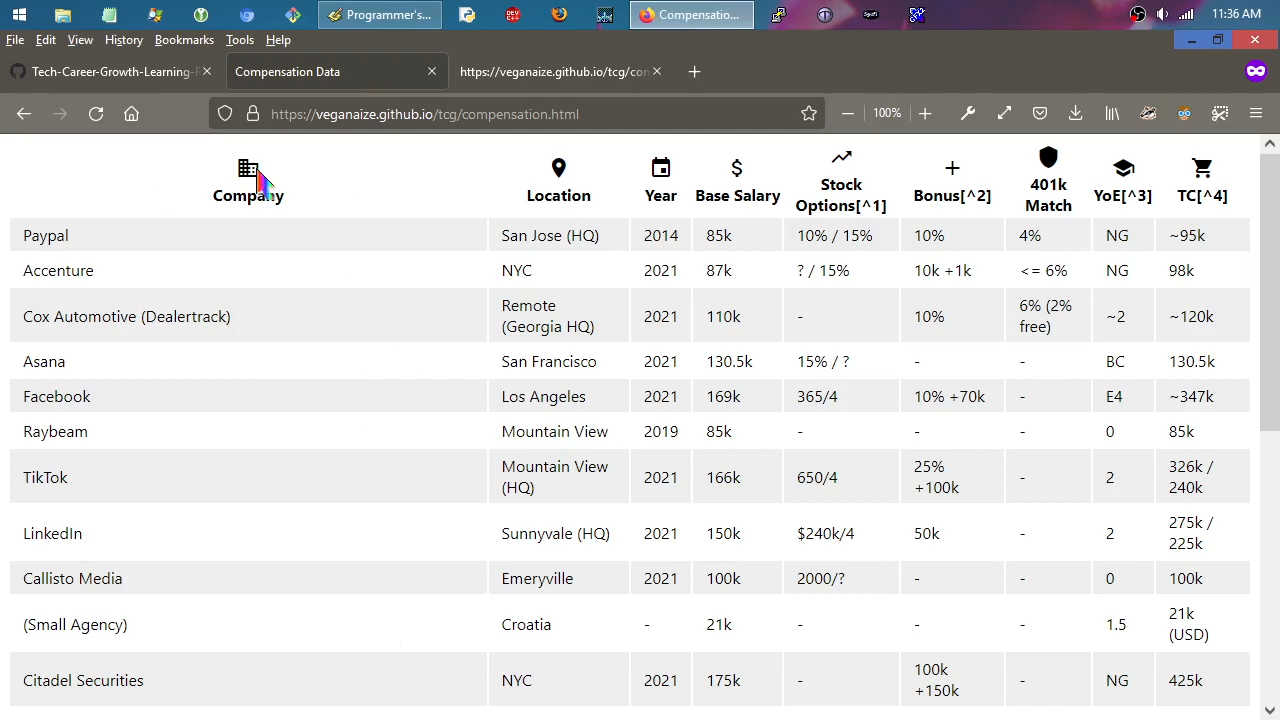 Programmer's...
Compensatio...
11:36 AM
File Edit View History Bookmarks Tools Help
Tech-Career-Growth-Learning-
Compensation Data
https://veganaize.github.io/tcg/con
https://veganaize.github.io/tcg/compensation.html
100%
Company Location Year Base Salary Stock Options[^1] Bonus[^2] 401k Match YoE[^3] TC[^4]
Paypal San Jose (HQ) 2014 85k 10% / 15% 10% 4% NG ~95k
Accenture NYC 2021 87k ? / 15% 10k +1k <= 6% NG 98k
Cox Automotive (Dealertrack) Remote (Georgia HQ) 2021 110k - 10% 6% (2% free) ~2 ~120k
Asana San Francisco 2021 130.5k 15% / ? - - BC 130.5k
Facebook Los Angeles 2021 169k 365/4 10% +70k - E4 ~347k
Raybeam Mountain View 2019 85k - - - 0 85k
TikTok Mountain View (HQ) 2021 166k 650/4 25% +100k - 2 326k / 240k
LinkedIn Sunnyvale (HQ) 2021 150k $240k/4 50k - 2 275k / 225k
Callisto Media Emeryville 2021 100k 2000/? - - 0 100k
(Small Agency) Croatia - 21k - - - 1.5 21k (USD)
Citadel Securities NYC 2021 175k - 100k +150k - NG 425k